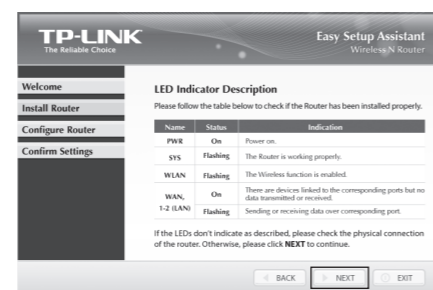 TP-LINK
The Reliable Choice
Easy Setup Assistant
Wireless N Router
Welcome
Install Router
Configure Router
Confirm Settings
LED Indicator Description
Please follow the table below to check if the Router has been installed properly.
Name Status Indication
PWR On Power on.
SYS Flashing The Router is working properly.
WLAN Flashing The Wireless function is enabled.
WAN, 1-2 (LAN) On There are devices linked to the corresponding ports but no
data transmitted or received.
Flashing Sending or receiving data over corresponding port.
If the LEDs don't indicate as described, please check the physical connection
of the router. Otherwise, please click NEXT to continue.
BACK NEXT EXIT